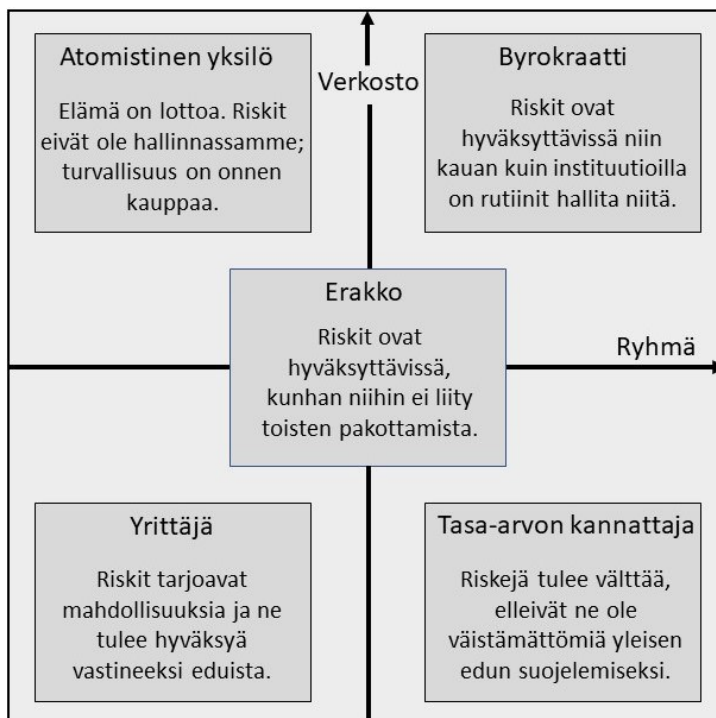 Atomistinen yksilö
Elämä on lottoa. Riskit
eivät ole hallinnassamme;
turvallisuus on onnen
kauppaa.
Verkosto
Byrokraatti
Riskit ovat
hyväksyttävissä niin
kauan kuin instituutioilla
on rutiinit hallita niitä.
Erakko
Riskit ovat
hyväksyttävissä,
kunhan niihin ei liity
toisten pakottamista.
Ryhmä
Yrittäjä
Riskit tarjoavat
mahdollisuuksia ja ne
tulee hyväksyä
vastineeksi eduista.
Tasa-arvon kannattaja
Riskejä tulee välttää,
elleivät ne ole
väistämättömiä yleisen
edun suojelemiseksi.